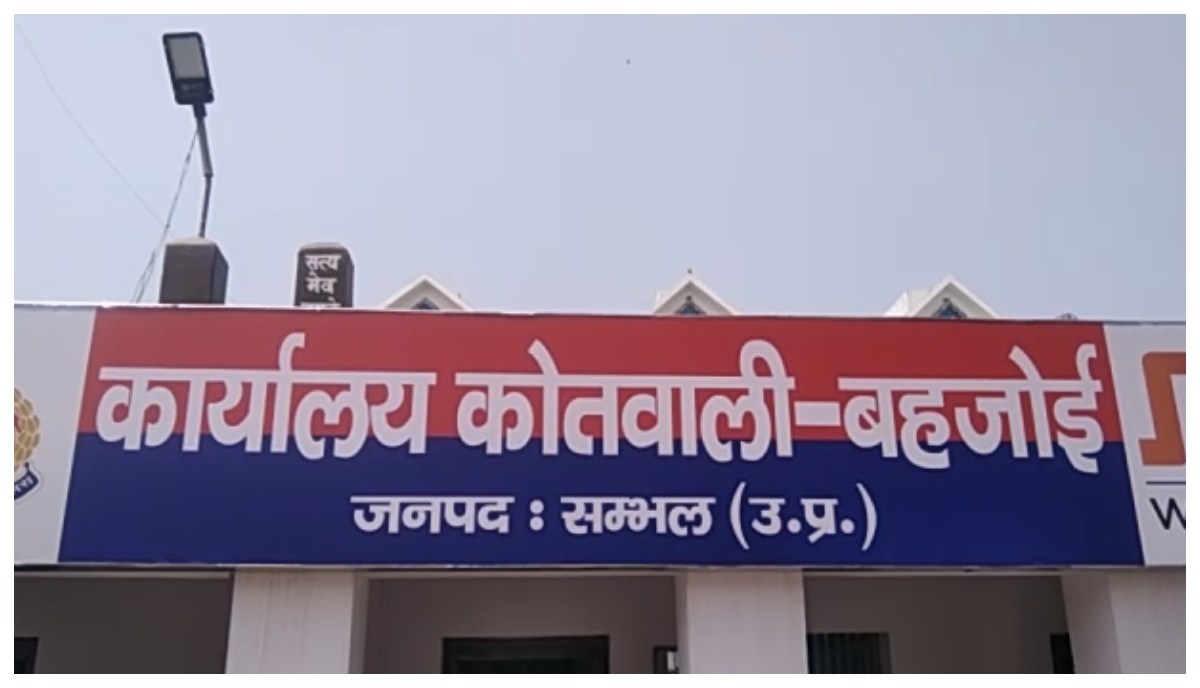 सत्य
मेव
कार्यालय कोतवाली-बहजोई
जनपद : सम्भल (उ.प्र.)